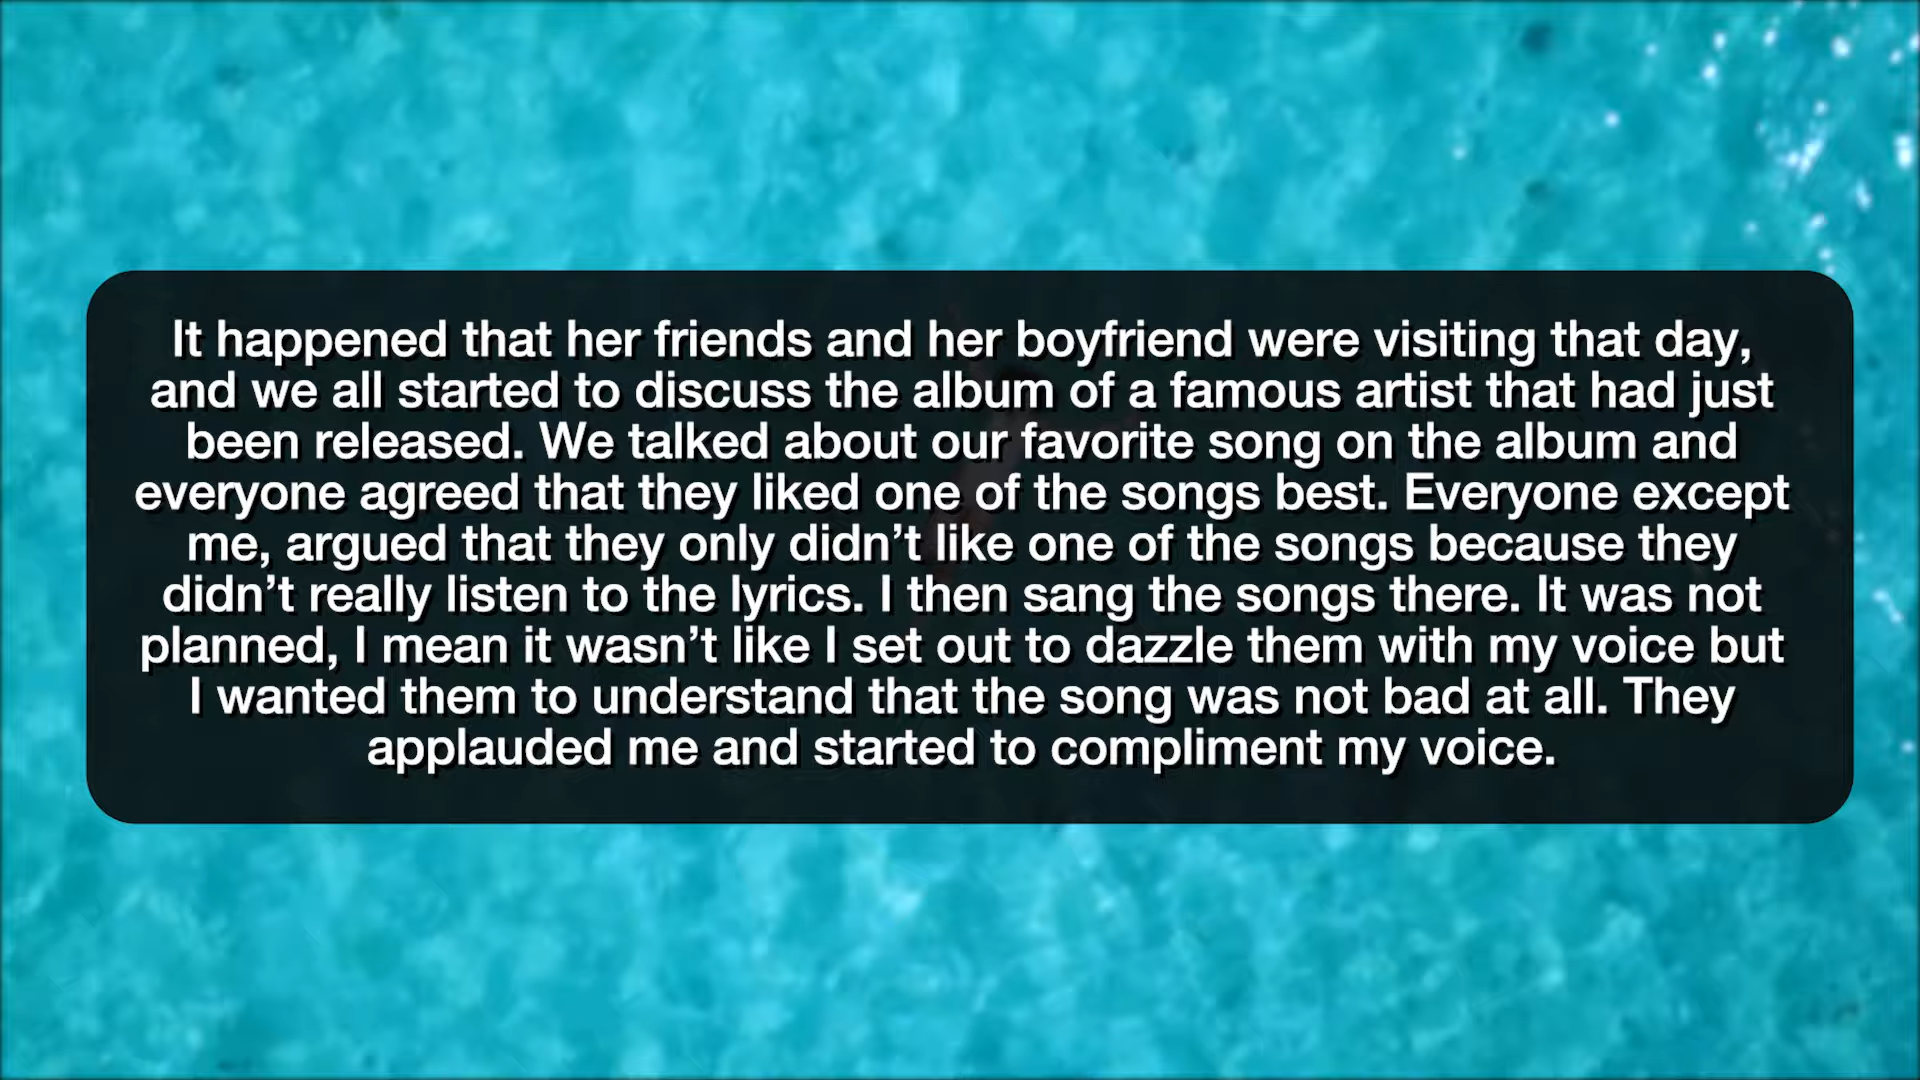 It happened that her friends and her boyfriend were visiting that day,
and we all started to discuss the album of a famous artist that had just
been released. We talked about our favorite song on the album and
everyone agreed that they liked one of the songs best. Everyone except
me, argued that they only didn’t like one of the songs because they
didn’t really listen to the lyrics. I then sang the songs there. It was not
planned, I mean it wasn’t like I set out to dazzle them with my voice but
I wanted them to understand that the song was not bad at all. They
applauded me and started to compliment my voice.